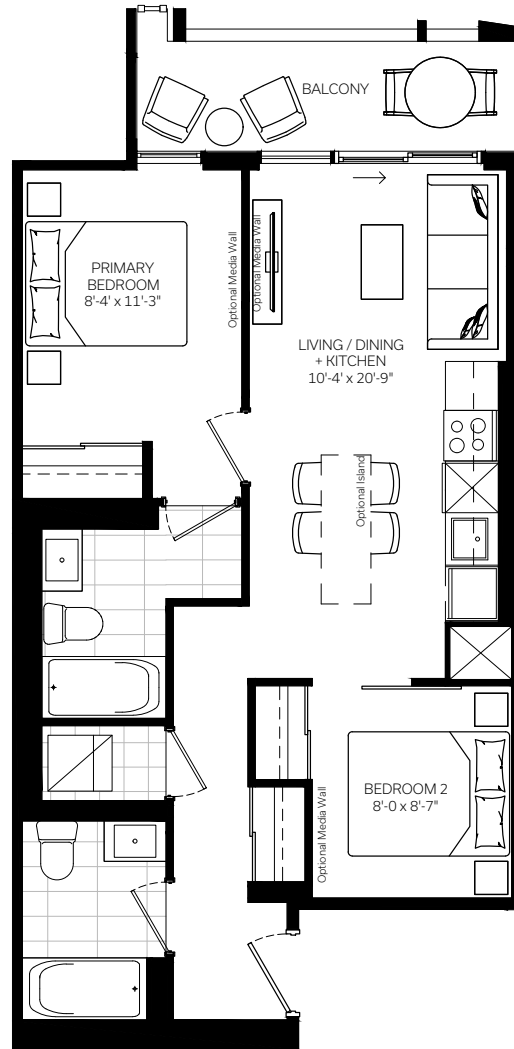 BALCONY
PRIMARY
BEDROOM
8'-4' x 11'-3"
Optional Media Wall
Optional Media Wall
LIVING / DINING
+ KITCHEN
10'-4' x 20'-9"
Optional Island
BEDROOM 2
8'-0 x 8'-7"
Optional Media Wall